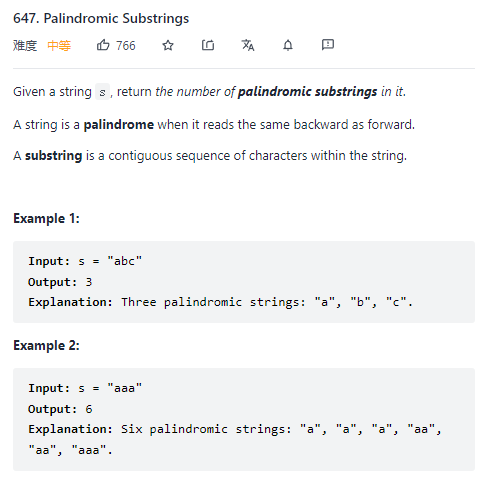 647. Palindromic Substrings
难度 中等 766
Given a string s , return the number of palindromic substrings in it.
A string is a palindrome when it reads the same backward as forward.
A substring is a contiguous sequence of characters within the string.
Example 1:
Input: s = "abc"
Output: 3
Explanation: Three palindromic strings: "a", "b", "c".
Example 2:
Input: s = "aaa"
Output: 6
Explanation: Six palindromic strings: "a", "a", "a", "aa",
"aa", "aaa".